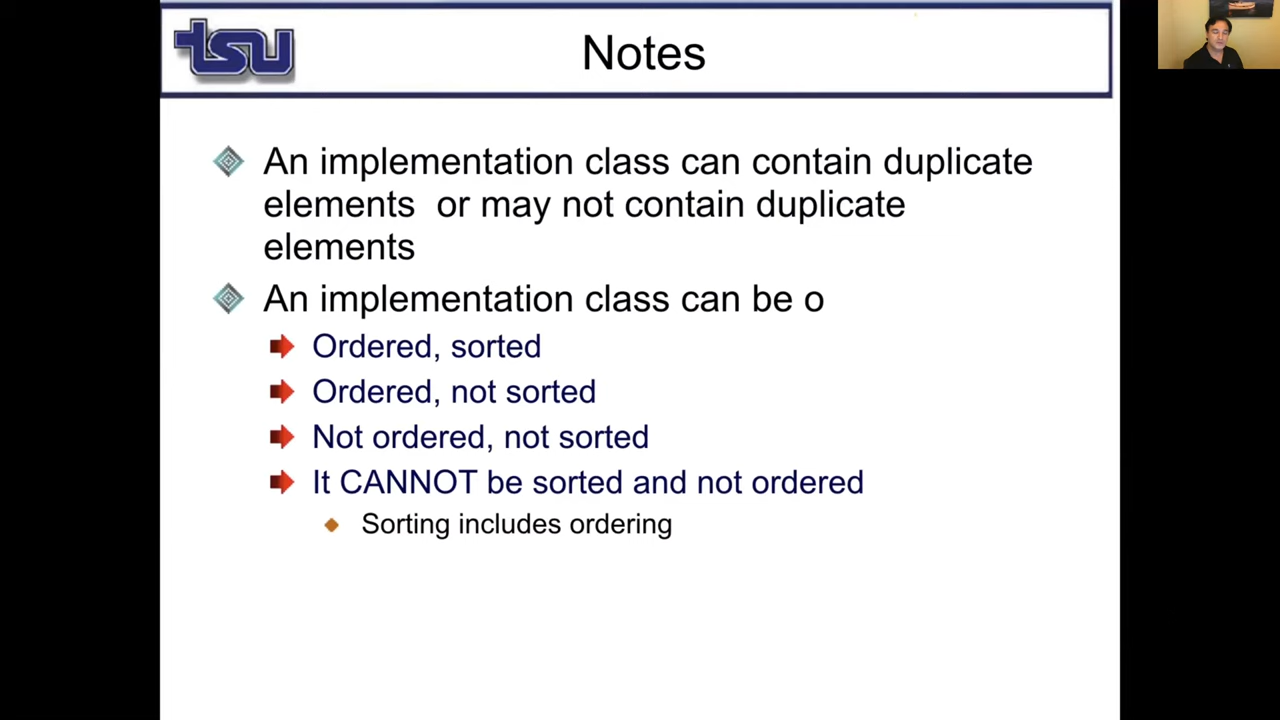 tsu
Notes
An implementation class can contain duplicate
elements  or may not contain duplicate
elements
An implementation class can be o
Ordered, sorted
Ordered, not sorted
Not ordered, not sorted
It CANNOT be sorted and not ordered
Sorting includes ordering